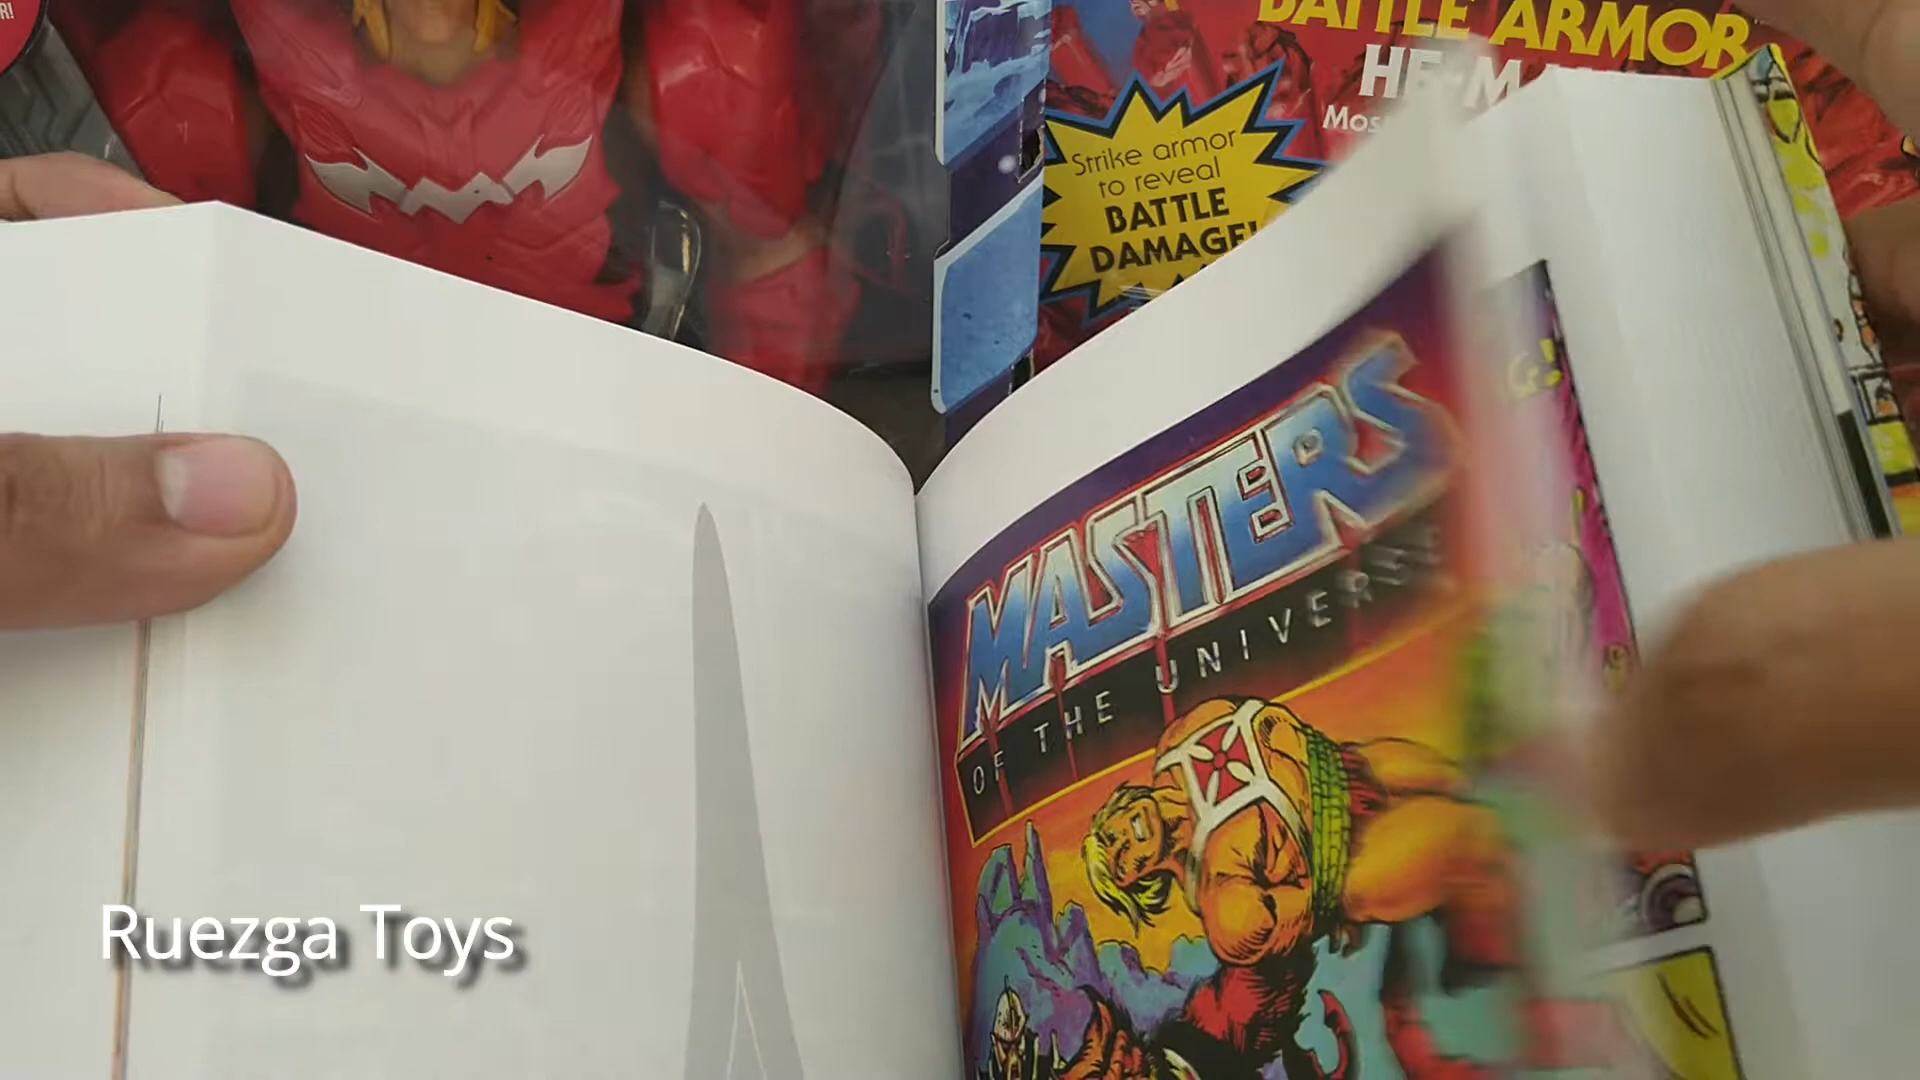 R!
BATTLE ARMOR
HE-MAN
Strike armor
to reveal
BATTLE
DAMAGE!
MASTERS
OF THE UNIVERSE
Ruezga Toys